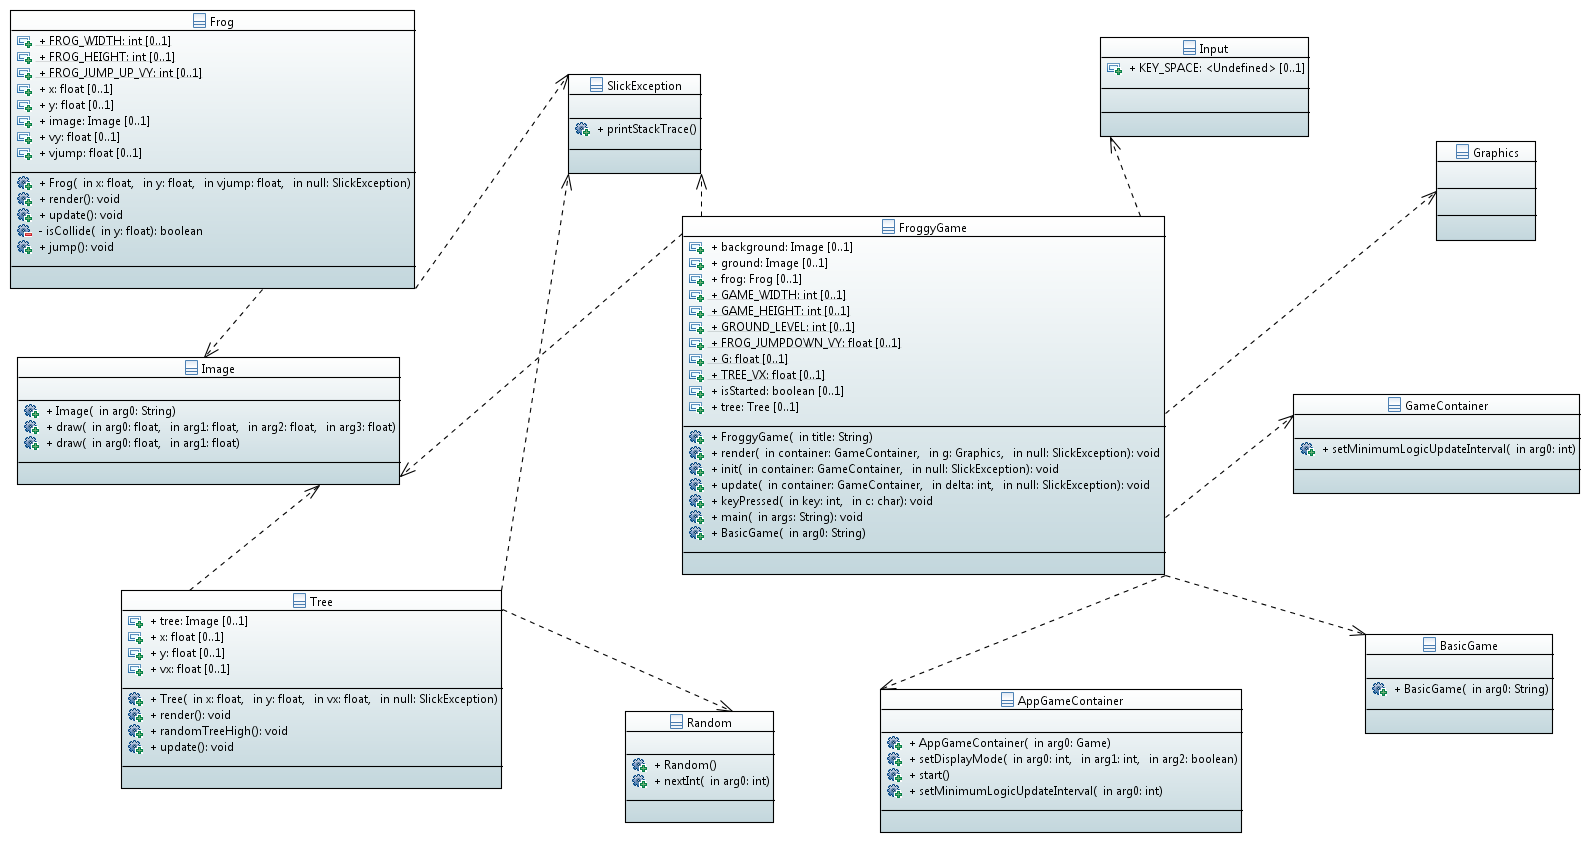 Frog
+ FROG_WIDTH: int [0..1]
+ FROG_HEIGHT: int [0..1]
+ FROG_JUMP_UP_VY: int [0..1]
+ x: float [0..1]
+ y: float [0..1]
+ image: Image [0..1]
+ vy: float [0..1]
+ vjump: float [0..1]
+ Frog( in x: float, in y: float, in vjump: float, in null: SlickException)
+ render(): void
+ update(): void
- isCollide( in y: float): boolean
+ jump(): void
SlickException
+ printStackTrace()
Input
+ KEY_SPACE: <Undefined> [0..1]
Graphics
FroggyGame
+ background: Image [0..1]
+ ground: Image [0..1]
+ frog: Frog [0..1]
+ GAME_WIDTH: int [0..1]
+ GAME_HEIGHT: int [0..1]
+ GROUND_LEVEL: int [0..1]
+ FROG_JUMPDOWN_VY: float [0..1]
+ G: float [0..1]
+ TREE_VX: float [0..1]
+ isStarted: boolean [0..1]
+ tree: Tree [0..1]
+ FroggyGame( in title: String)
+ render( in container: GameContainer, in g: Graphics, in null: SlickException): void
+ init( in container: GameContainer, in null: SlickException): void
+ update( in container: GameContainer, in delta: int, in null: SlickException): void
+ keyPressed( in key: int, in c: char): void
+ main( in args: String): void
+ BasicGame( in arg0: String)
Image
+ Image( in arg0: String)
+ draw( in arg0: float, in arg1: float, in arg2: float, in arg3: float)
+ draw( in arg0: float, in arg1: float)
GameContainer
+ setMinimumLogicUpdateInterval( in arg0: int)
Tree
+ tree: Image [0..1]
+ x: float [0..1]
+ y: float [0..1]
+ vx: float [0..1]
+ Tree( in x: float, in y: float, in vx: float, in null: SlickException)
+ render(): void
+ randomTreeHigh(): void
+ update(): void
Random
+ Random()
+ nextInt( in arg0: int)
AppGameContainer
+ AppGameContainer( in arg0: Game)
+ setDisplayMode( in arg0: int, in arg1: int, in arg2: boolean)
+ start()
+ setMinimumLogicUpdateInterval( in arg0: int)
BasicGame
+ BasicGame( in arg0: String)